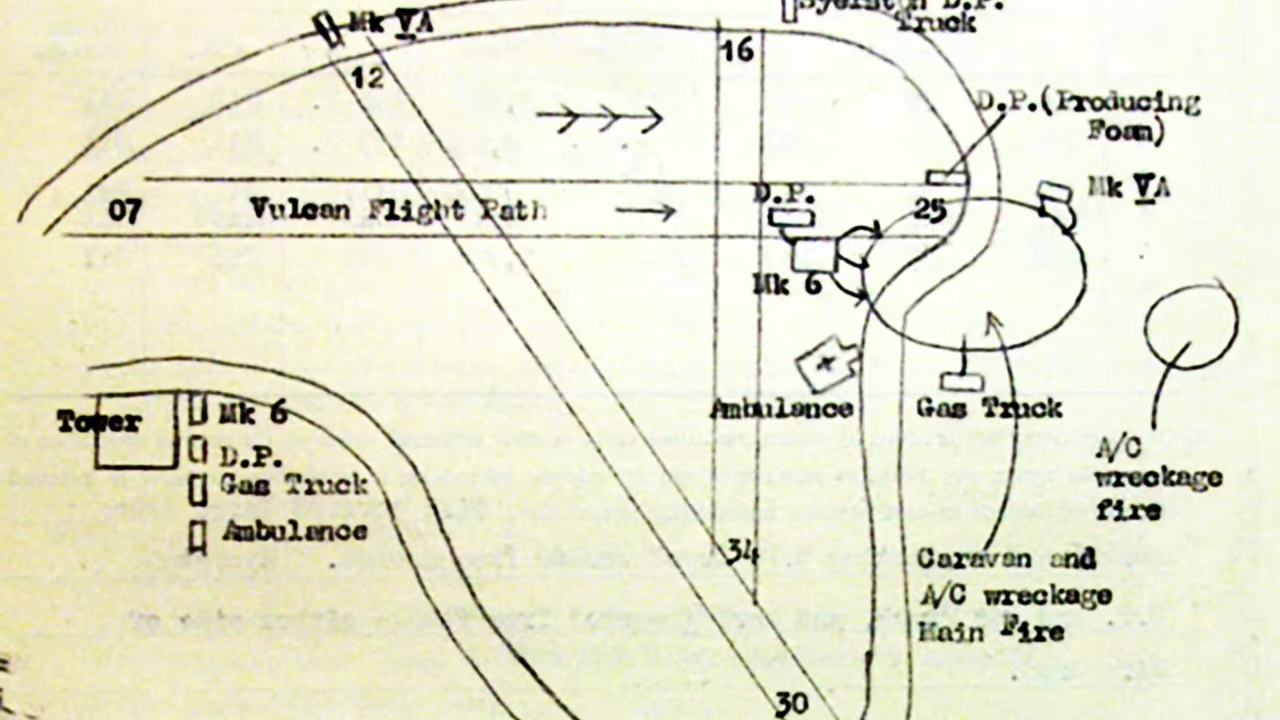 Syerston D.P.
Truck
Mk VA
16
12
D.P.(Producing
Foam)
Mk VA
D.P.
07
Vulcan Flight Path
25
Mk 6
Ambulance
Gas Truck
Tower
Mk 6
D.P.
Gas Truck
Ambulance
A/C
wreckage
fire
34
Caravan and
A/C wreckage
Main Fire
30